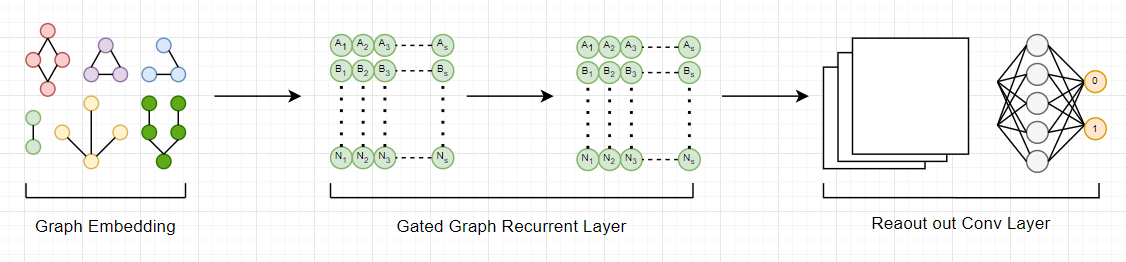 A1 A2 A3 As
B1 B2 B3 Bs
N1 N2 N3 Ns
A1 A2 A3 As
B1 B2 B3 Bs
N1 N2 N3 Ns
0
1
Graph Embedding
Gated Graph Recurrent Layer
Reaout out Conv Layer